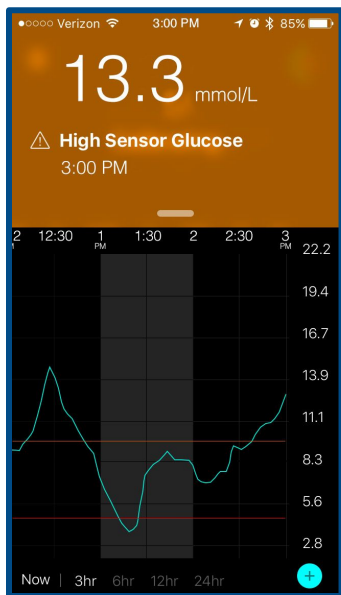 Verizon 3:00 PM 85%
13.3 mmol/L
High Sensor Glucose
3:00 PM
2 12:30 1 1:30 2 2:30 3
PM PM
22.2
19.4
16.7
13.9
11.1
8.3
5.6
2.8
Now | 3hr 6hr 12hr 24hr
+